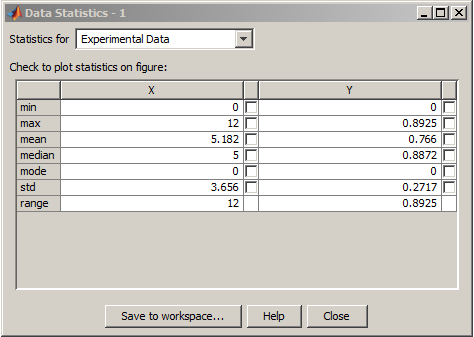 Data Statistics - 1
Statistics for Experimental Data
Check to plot statistics on figure:
X Y
min 0 0
max 12 0.8925
mean 5.182 0.766
median 5 0.8872
mode 0 0
std 3.656 0.2717
range 12 0.8925
Save to workspace... Help Close